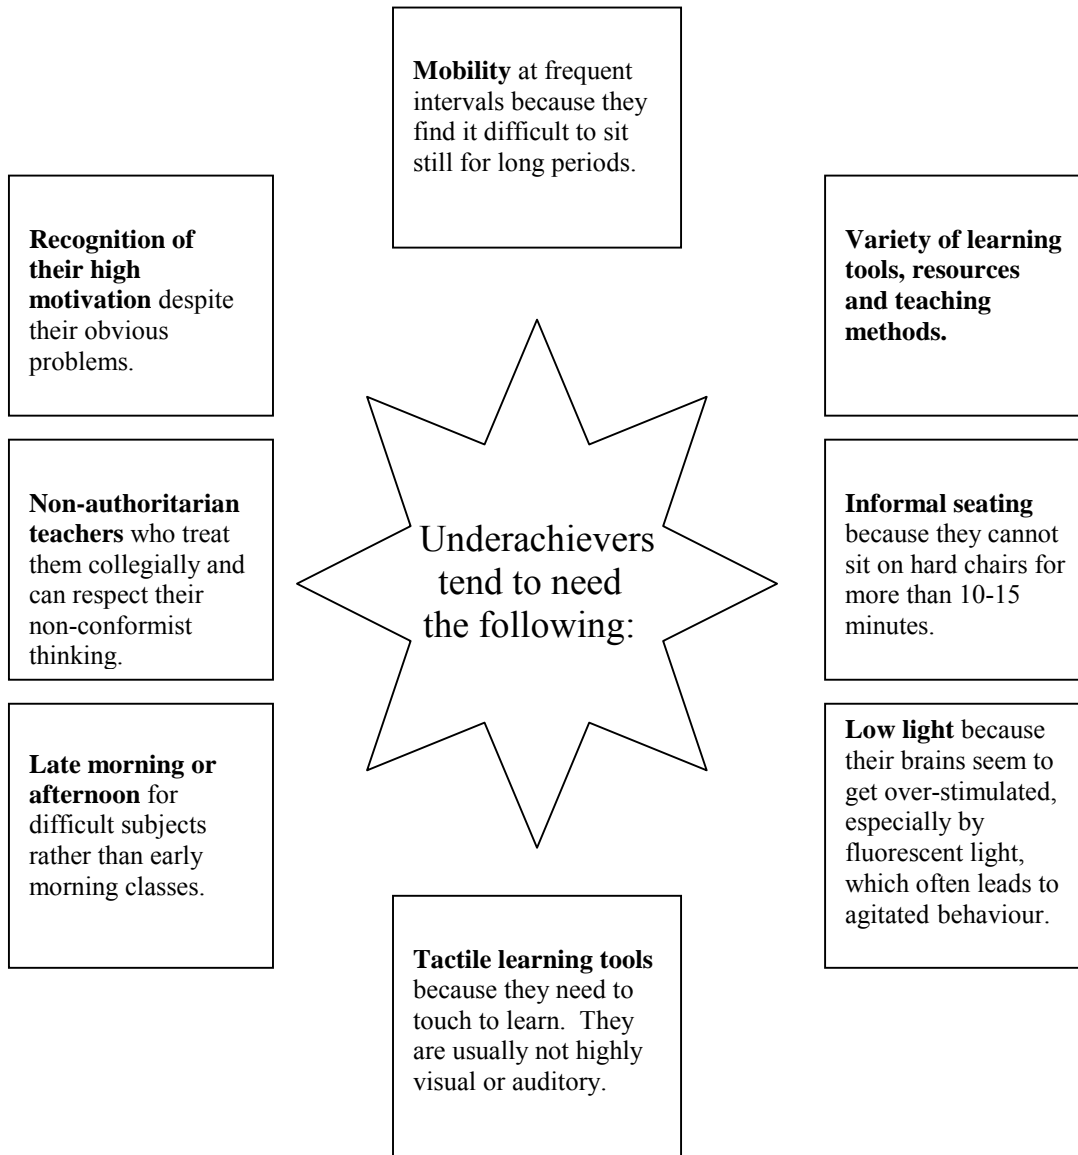 Mobility at frequent
intervals because they
find it difficult to sit
still for long periods.
Recognition of
their high
motivation despite
their obvious
problems.
Variety of learning
tools, resources
and teaching
methods.
Non-authoritarian
teachers who treat
them collegially and
can respect their
non-conformist
thinking.
Underachievers
tend to need
the following:
Informal seating
because they cannot
sit on hard chairs for
more than 10-15
minutes.
Late morning or
afternoon for
difficult subjects
rather than early
morning classes.
Low light because
their brains seem to
get over-stimulated,
especially by
fluorescent light,
which often leads to
agitated behaviour.
Tactile learning tools
because they need to
touch to learn.  They
are usually not highly
visual or auditory.